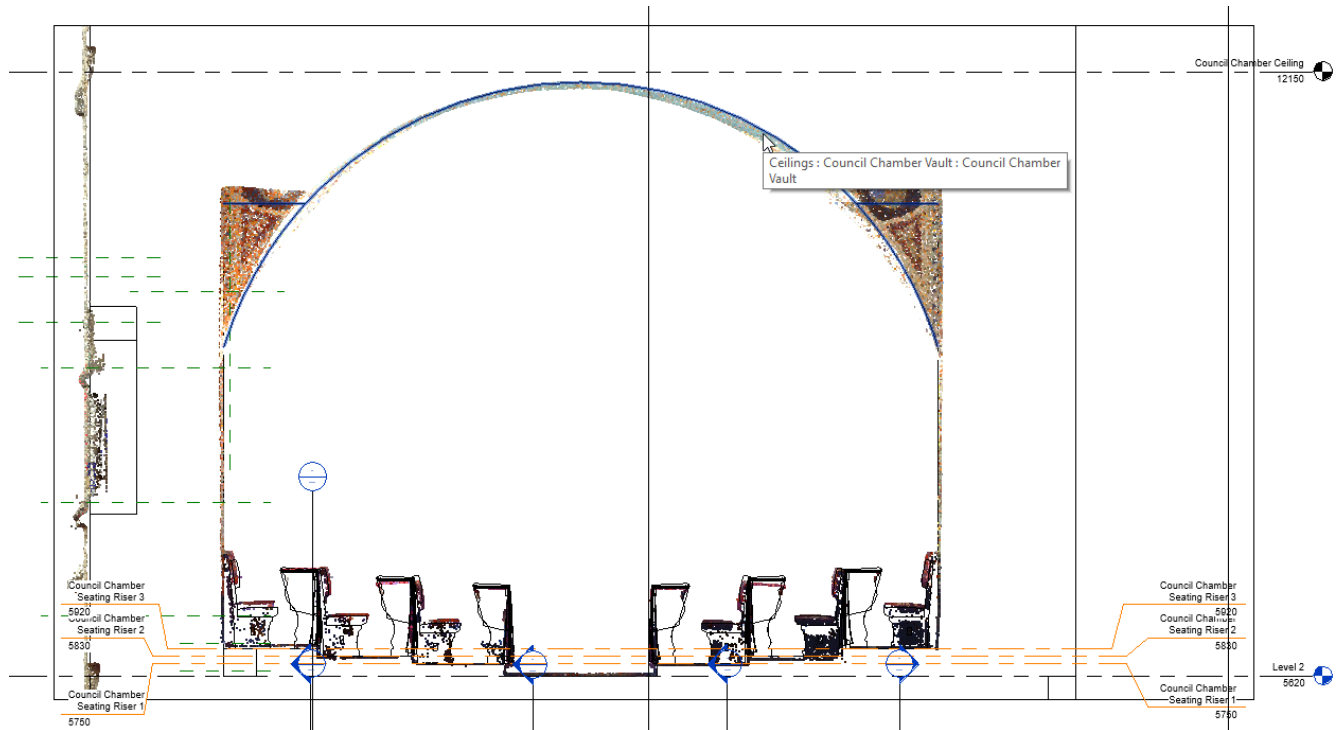 Council Chamber Ceiling
12150
Ceilings : Council Chamber Vault : Council Chamber
Vault
Council Chamber
Seating Riser 3
5920
Council Chamber
Seating Riser 2
5830
Council Chamber
Seating Riser 1
5750
Council Chamber
Seating Riser 3
5920
Council Chamber
Seating Riser 2
5830
Level 2
5620
Council Chamber
Seating Riser 1
5750